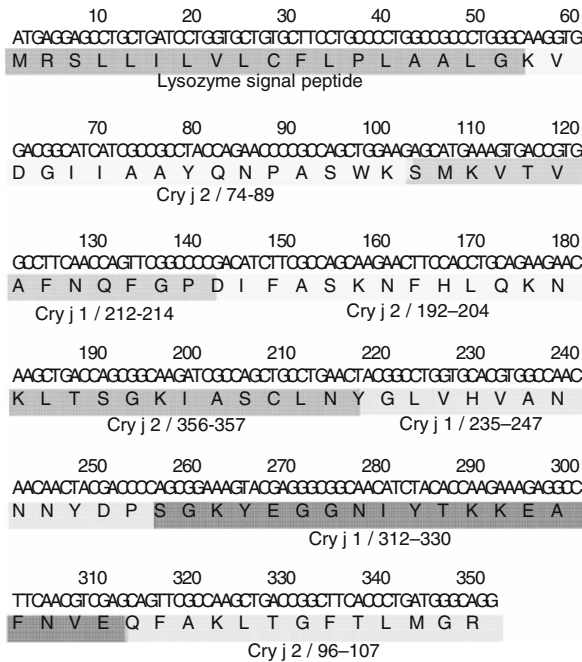 10 20 30 40 50 60
ATGAGGAGCCTGCTGATCCTGGTGCTGTGCTTCCTGCCCCTGGCCGCCCTGGGCAAGGTG
M R S L L I L V L C F L P L A A L G K V
Lysozyme signal peptide
70 80 90 100 110 120
GACGGCATCATCGCCGCCTACCAGAACCCCGCCAGCTGGAAGAGCATGAAAGTGACCGTG
D G I I A A Y Q N P A S W K S M K V T V
Cry j 2 / 74-89
130 140 150 160 170 180
GCCTTCAACCAGTTCGGCCCCGACATCTTCGCCAGCAAGAACTTCCACCTGCAGAAGAAC
A F N Q F G P D I F A S K N F H L Q K N
Cry j 1 / 212-214 Cry j 2 / 192–204
190 200 210 220 230 240
AAGCTGACCAGCGGCAAGATCGCCAGCTGCCTGAACTACGGCCTGGTGCACGTGGCCAAC
K L T S G K I A S C L N Y G L V H V A N
Cry j 2 / 356-357 Cry j 1 / 235–247
250 260 270 280 290 300
AACAACTACGACCCCAGCGGAAAGTACGAGGGCGGCAACATCTACACCAAGAAAGAGGCC
N N Y D P S G K Y E G G N I Y T K K E A
Cry j 1 / 312–330
310 320 330 340 350
TTCAACGTCGAGCAGTTCGCCAAGCTGACCGGCTTCACCCTGATGGGCAGG
F N V E Q F A K L T G F T L M G R
Cry j 2 / 96–107